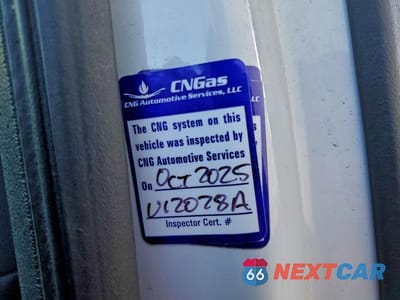 CNGas
CNG Automotive Services, LLC
The CNG system on this
vehicle was inspected by
CNG Automotive Services
On Oct 2025
V12028A
Inspector Cert. #
66 NEXTCAR